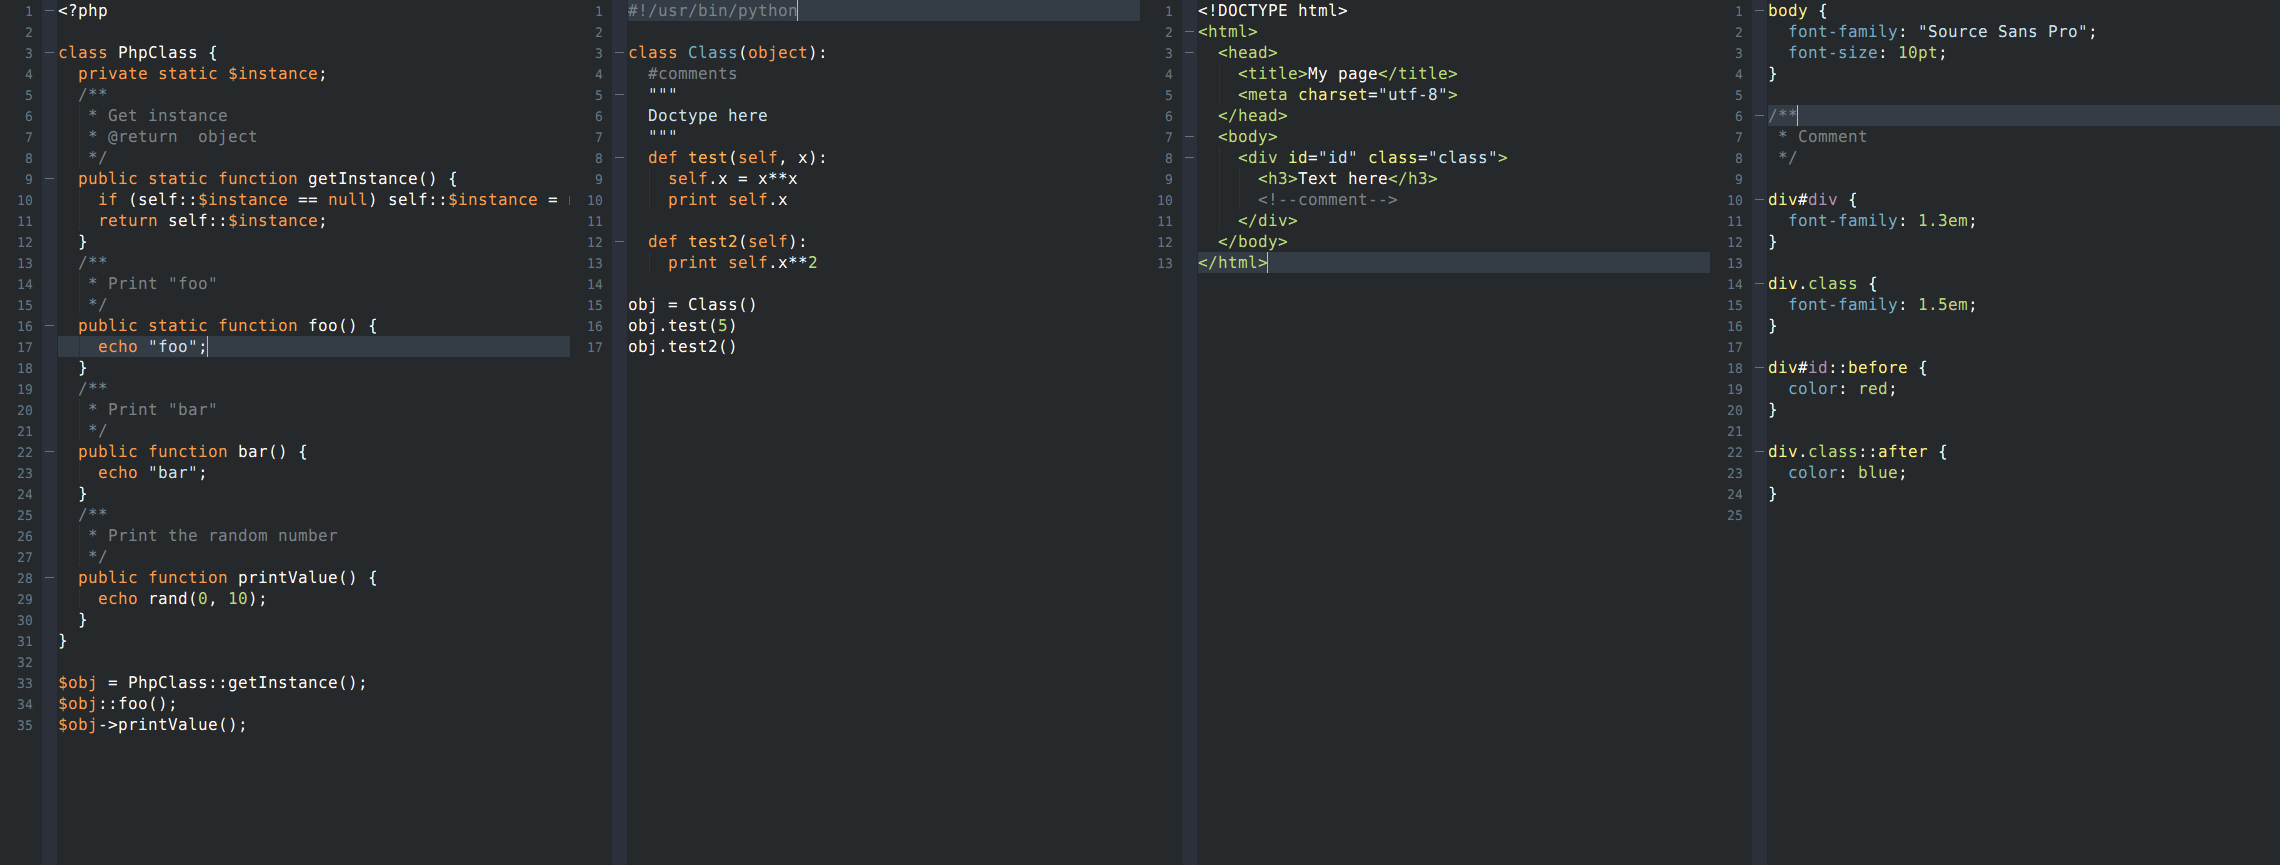 1 <?php
2
3 class PhpClass {
4   private static $instance;
5   /**
6    * Get instance
7    * @return  object
8    */
9   public static function getInstance() {
10     if (self::$instance == null) self::$instance =
11     return self::$instance;
12   }
13   /**
14    * Print "foo"
15    */
16   public static function foo() {
17     echo "foo";
18   }
19   /**
20    * Print "bar"
21    */
22   public function bar() {
23     echo "bar";
24   }
25   /**
26    * Print the random number
27    */
28   public function printValue() {
29     echo rand(0, 10);
30   }
31 }
32
33 $obj = PhpClass::getInstance();
34 $obj::foo();
35 $obj->printValue();
1 #!/usr/bin/python
2
3 class Class(object):
4   #comments
5   """
6   Doctype here
7   """
8   def test(self, x):
9     self.x = x**x
10     print self.x
11
12   def test2(self):
13     print self.x**2
14
15 obj = Class()
16 obj.test(5)
17 obj.test2()
1 <!DOCTYPE html>
2 <html>
3   <head>
4     <title>My page</title>
5     <meta charset="utf-8">
6   </head>
7   <body>
8     <div id="id" class="class">
9       <h3>Text here</h3>
10       <!--comment-->
11     </div>
12   </body>
13 </html>
1 body {
2   font-family: "Source Sans Pro";
3   font-size: 10pt;
4 }
5
6 /**
7  * Comment
8  */
9
10 div#div {
11   font-family: 1.3em;
12 }
13
14 div.class {
15   font-family: 1.5em;
16 }
17
18 div#id::before {
19   color: red;
20 }
21
22 div.class::after {
23   color: blue;
24 }
25